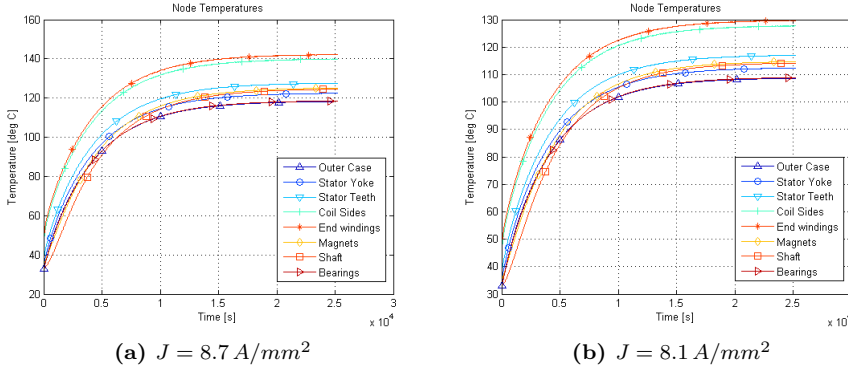 Node Temperatures
Temperature [deg C]
160
140
120
100
80
60
40
20
0
0.5
1
1.5
2
2.5
3
Time [s]
x 10⁴
Outer Case
Stator Yoke
Stator Teeth
Coil Sides
End windings
Magnets
Shaft
Bearings
(a) J = 8.7 A/mm²
Node Temperatures
Temperature [deg C]
130
120
110
100
90
80
70
60
50
40
30
0
0.5
1
1.5
2
2.5
Time [s]
x 10
Outer Case
Stator Yoke
Stator Teeth
Coil Sides
End windings
Magnets
Shaft
Bearings
(b) J = 8.1 A/mm²